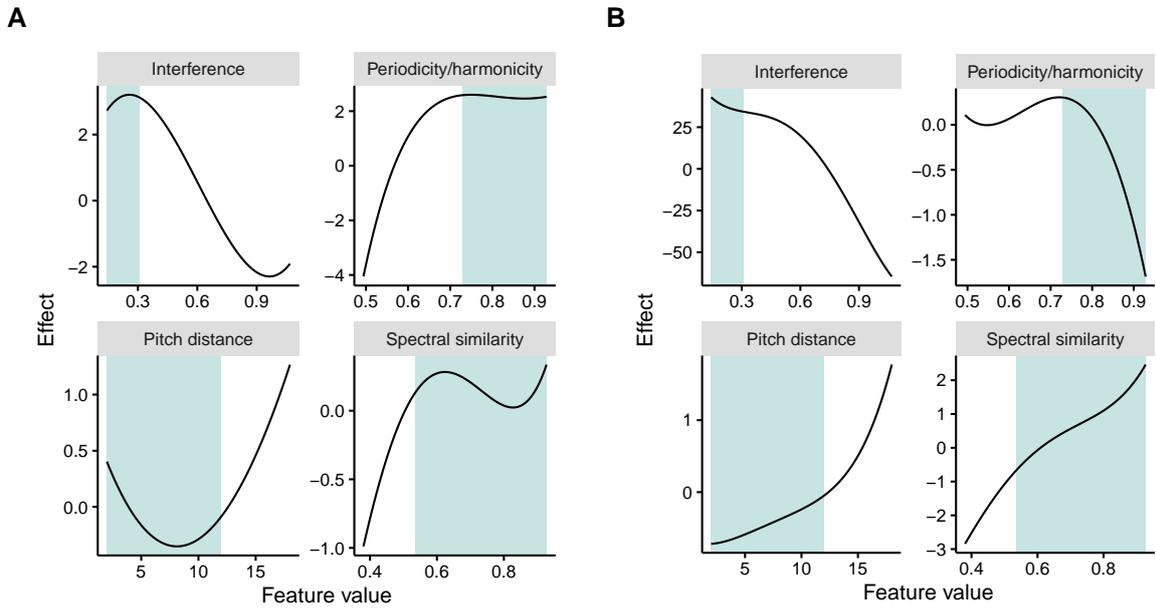 A
B
Interference
Periodicity/harmonicity
Interference
Periodicity/harmonicity
2
0
−2
0.3 0.6 0.9
2
0
−2
−4
0.5 0.6 0.7 0.8 0.9
25
0
−25
−50
0.3 0.6 0.9
0.0
−0.5
−1.0
−1.5
0.5 0.6 0.7 0.8 0.9
Effect
Effect
Pitch distance
Spectral similarity
Pitch distance
Spectral similarity
1.0
0.5
0.0
5 10 15
0.0
−0.5
−1.0
0.4 0.6 0.8
1
0
5 10 15
2
1
0
−1
−2
−3
0.4 0.6 0.8
Feature value
Feature value